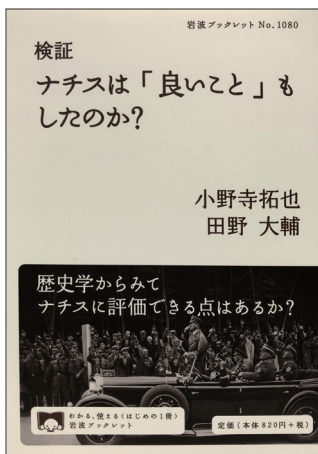 岩波ブックレット No.1080
検証
ナチスは「良いこと」も
したのか?
小野寺拓也
田野 大輔
歴史学からみて
ナチスに評価できる点はあるか?
わかる、使える〈はじめの1冊〉
岩波ブックレット
定価(本体820円+税)